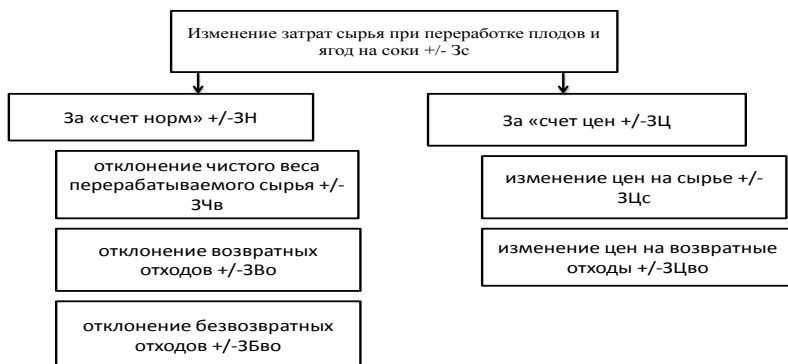 Изменение затрат сырья при переработке плодов и
ягод на соки +/- Зс
За «счет норм» +/-ЗН
За «счет цен +/-ЗЦ
отклонение чистого веса
перерабатываемого сырья +/-
ЗЧв
отклонение возвратных
отходов +/-ЗВо
отклонение безвозвратных
отходов +/-ЗБво
изменение цен на сырье +/-
ЗЦс
изменение цен на возвратные
отходы +/-ЗЦво